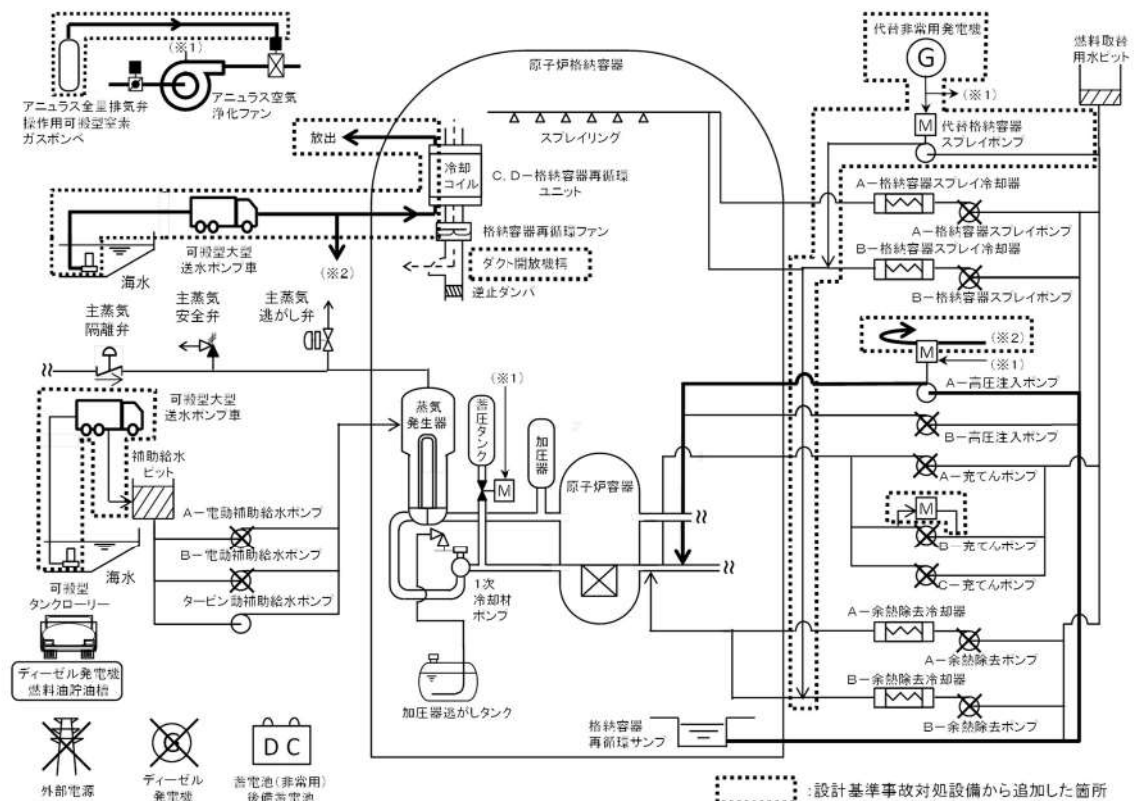 (※1)
アニュラス全量排気弁
操作用可搬型窒素
ガスボンベ
アニュラス空気
浄化ファン
原子炉格納容器
スプレイリング
放出
冷却
コイル
C,D-格納容器再循環
ユニット
格納容器再循環ファン
ダクト開放機構
逆止ダンパ
可搬型大型
送水ポンプ車
海水
(※2)
主蒸気
隔離弁
主蒸気
安全弁
主蒸気
逃がし弁
可搬型大型
送水ポンプ車
補助給水
ピット
海水
A-電動補助給水ポンプ
B-電動補助給水ポンプ
タービン動補助給水ポンプ
可搬型
タンクローリー
ディーゼル発電機
燃料油貯油槽
外部電源
ディーゼル
発電機
DC
蓄電池(非常用)
後備蓄電池
蒸気
発生器
蓄圧タンク
(※1)
M
加圧器
原子炉容器
1次
冷却材
ポンプ
加圧器逃がしタンク
格納容器
再循環サンプ
代替非常用発電機
G
(※1)
M
代替格納容器
スプレイポンプ
燃料取替
用水ピット
A-格納容器スプレイ冷却器
A-格納容器スプレイポンプ
B-格納容器スプレイ冷却器
B-格納容器スプレイポンプ
(※2)
M
(※1)
A-高圧注入ポンプ
B-高圧注入ポンプ
A-充てんポンプ
M
B-充てんポンプ
C-充てんポンプ
A-余熱除去冷却器
A-余熱除去ポンプ
B-余熱除去冷却器
B-余熱除去ポンプ
:設計基準事故対処設備から追加した箇所